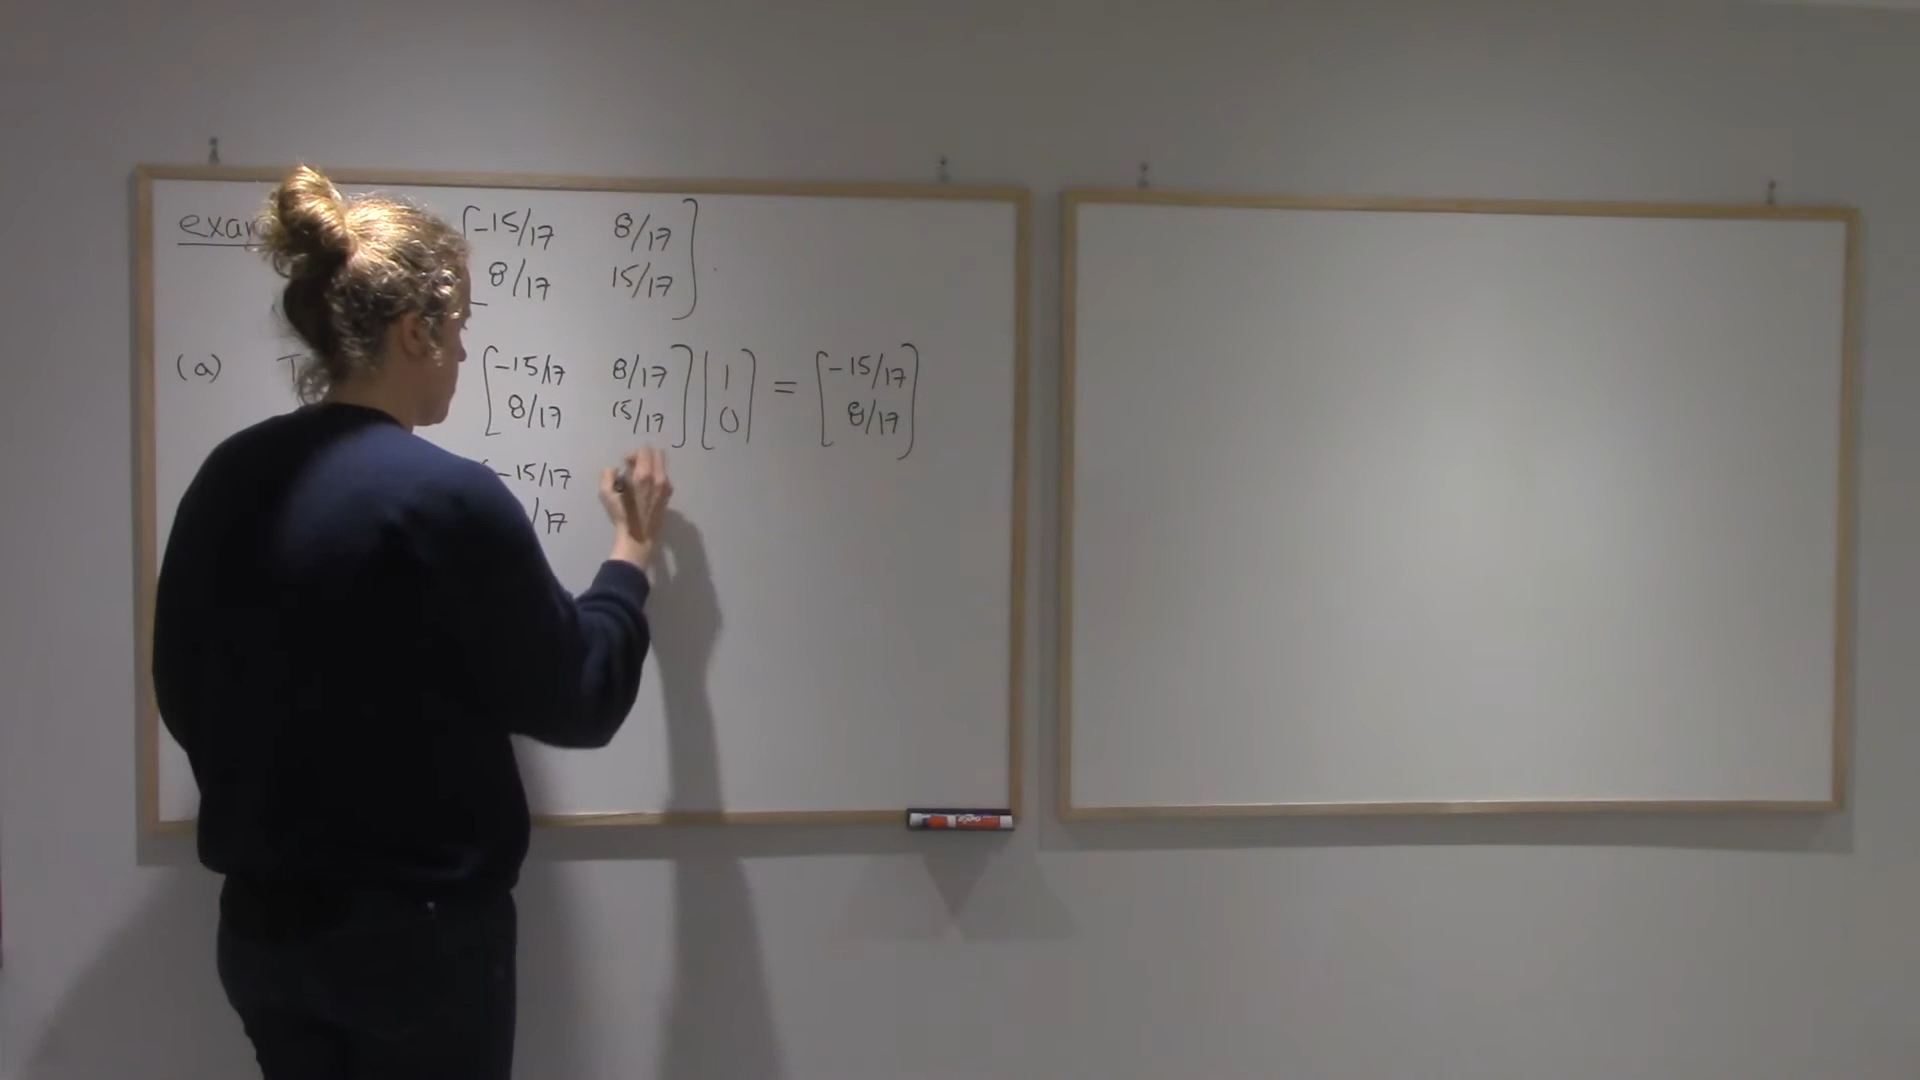 [-15/17 8/17]
[8/17 15/17]
(a) [-15/17 8/17] [1] = [-15/17]
[8/17 15/17] [0] [8/17]
-15/17
/17